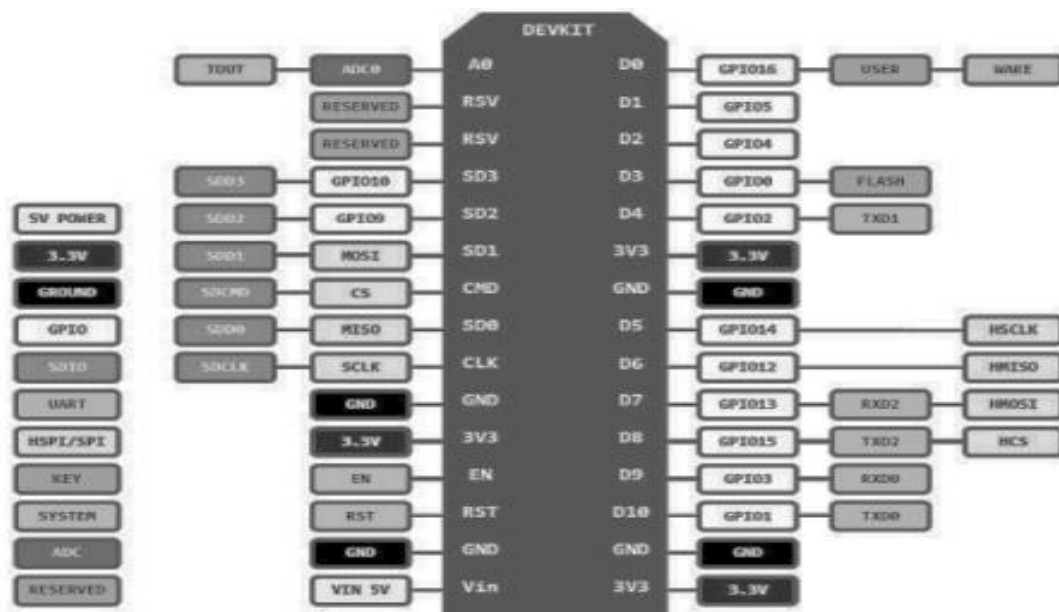 DEVKIT
TOUT ADC0 A0 D0 GPIO16 USER WAKE
RESERVED RSV D1 GPIO5
RESERVED RSV D2 GPIO4
SDD3 GPIO10 SD3 D3 GPIO0 FLASH
5V POWER SDD2 GPIO9 SD2 D4 GPIO2 TXD1
3.3V SDD1 MOSI SD1 3V3 3.3V
GROUND SDCMD CS CMD GND GND
GPIO SDD0 MISO SD0 D5 GPIO14 HSCLK
SDIO SDCLK SCLK CLK D6 GPIO12 HMISO
UART GND GND D7 GPIO13 RXD2 HMOSI
HSPI/SPI 3.3V 3V3 D8 GPIO15 TXD2 HCS
KEY EN EN D9 GPIO3 RXD0
SYSTEM RST RST D10 GPIO1 TXD0
ADC GND GND GND GND
RESERVED VIN 5V Vin 3V3 3.3V